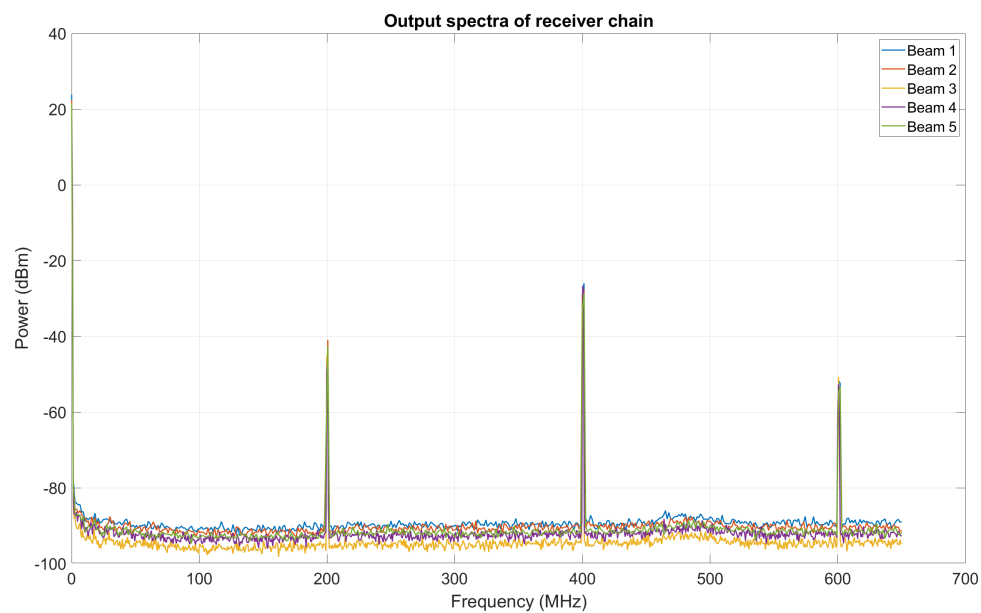 Output spectra of receiver chain
40
20
0
-20
-40
-60
-80
-100
Power (dBm)
0
100
200
300
400
500
600
700
Frequency (MHz)
Beam 1
Beam 2
Beam 3
Beam 4
Beam 5